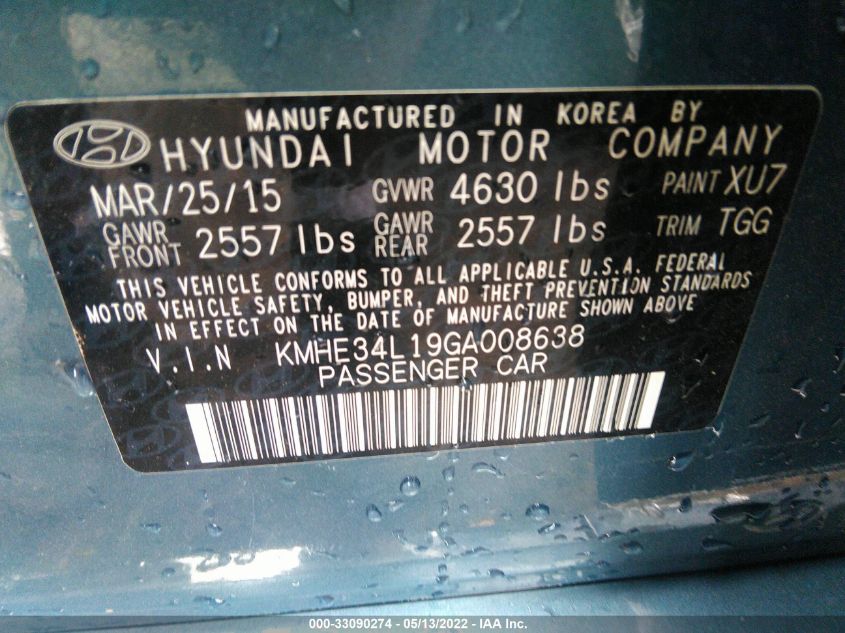 MANUFACTURED IN KOREA BY
HYUNDAI MOTOR COMPANY
MAR/25/15 GVWR 4630 lbs PAINT XU7
GAWR FRONT 2557 lbs GAWR REAR 2557 lbs TRIM TGG
THIS VEHICLE CONFORMS TO ALL APPLICABLE U.S.A. FEDERAL
MOTOR VEHICLE SAFETY, BUMPER, AND THEFT PREVENTION STANDARDS
IN EFFECT ON THE DATE OF MANUFACTURE SHOWN ABOVE
V.I.N KMHE34L19GA008638
PASSENGER CAR
000-33090274 - 05/13/2022 - IAA Inc.